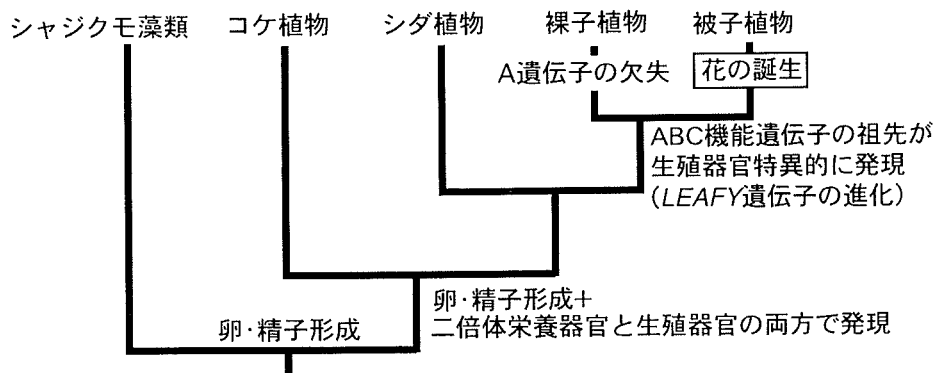 シャジクモ藻類 コケ植物 シダ植物 裸子植物 被子植物
A遺伝子の欠失 花の誕生
ABC機能遺伝子の祖先が
生殖器官特異的に発現
(LEAFY遺伝子の進化)
卵・精子形成+
二倍体栄養器官と生殖器官の両方で発現
卵・精子形成